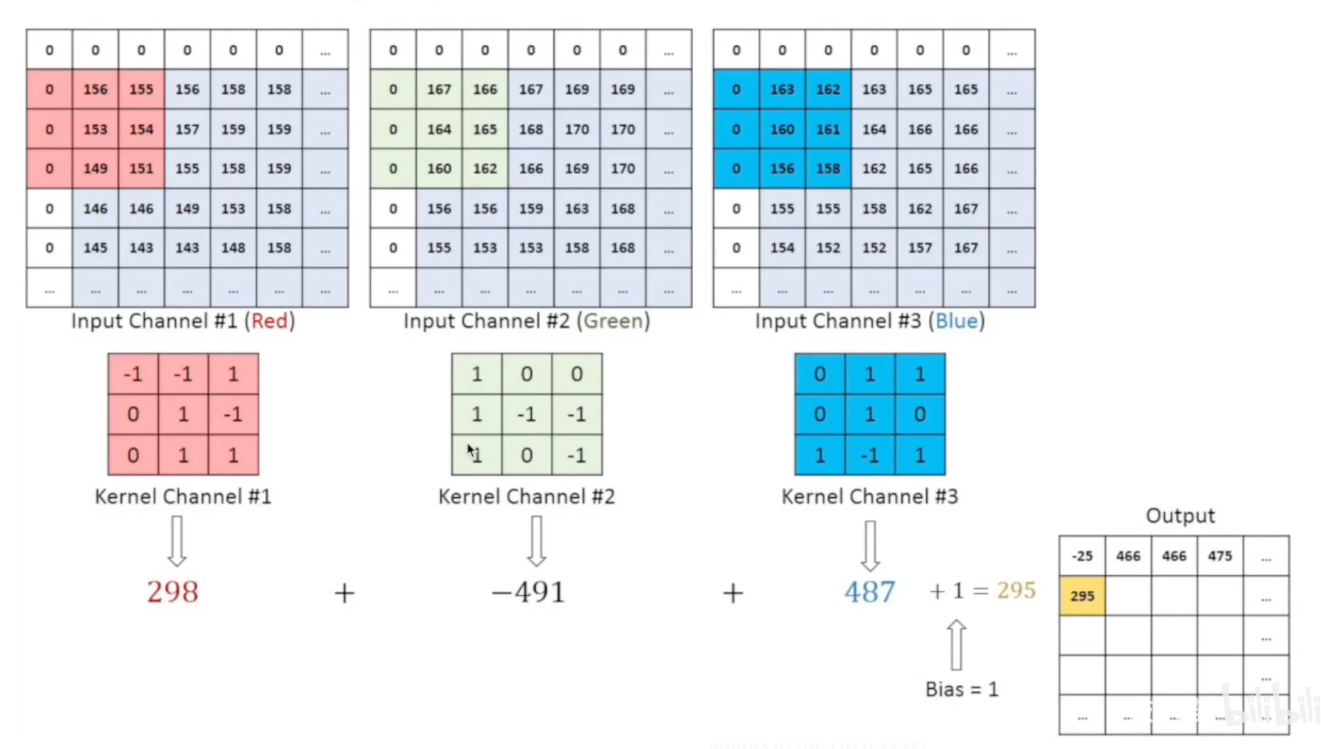 0 0 0 0 0 0 ... 0 0 0 0 0 0 ... 0 0 0 0 0 0 ...
0 156 155 156 158 158 ... 0 167 166 167 169 169 ... 0 163 162 163 165 165 ...
0 153 154 157 159 159 ... 0 164 165 168 170 170 ... 0 160 161 164 166 166 ...
0 149 151 155 158 159 ... 0 160 162 166 169 170 ... 0 156 158 162 165 166 ...
0 146 146 149 153 158 ... 0 156 156 159 163 168 ... 0 155 155 158 162 167 ...
0 145 143 143 148 158 ... 0 155 153 153 158 168 ... 0 154 152 152 157 167 ...
... ... ... ... ... ... ... ... ... ... ... ... ... ... ... ... ... ... ... ... ...
Input Channel #1 (Red) Input Channel #2 (Green) Input Channel #3 (Blue)
-1 -1 1 1 0 0 0 1 1
0 1 -1 1 -1 -1 0 1 0
0 1 1 1 0 -1 1 -1 1
Kernel Channel #1 Kernel Channel #2 Kernel Channel #3
298 + −491 + 487 + 1 = 295
Bias = 1
Output
-25 466 466 475 ...
295 ...
...
...
... ... ... ... ...
bilibili